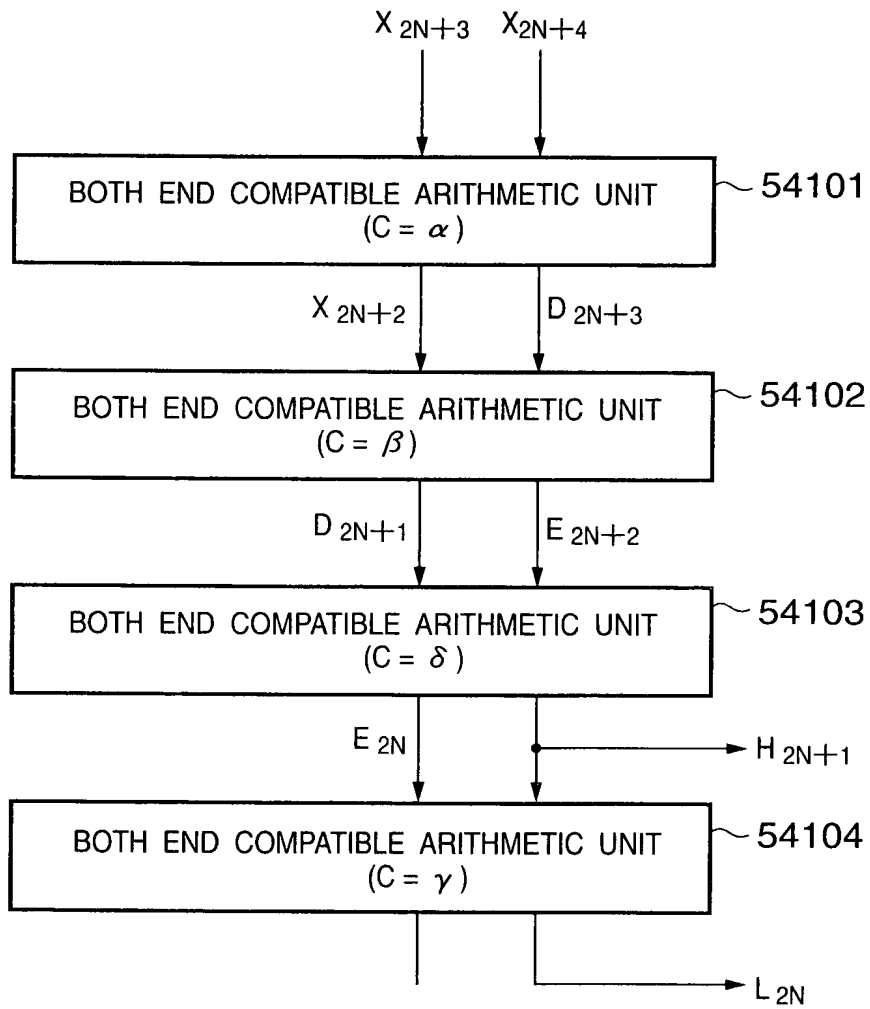 X 2N+3 X2N+4
BOTH END COMPATIBLE ARITHMETIC UNIT
(C = α)
54101
X 2N+2 D 2N+3
BOTH END COMPATIBLE ARITHMETIC UNIT
(C = β)
54102
D 2N+1 E 2N+2
BOTH END COMPATIBLE ARITHMETIC UNIT
(C = δ)
54103
E 2N
H 2N+1
BOTH END COMPATIBLE ARITHMETIC UNIT
(C = γ)
54104
L 2N